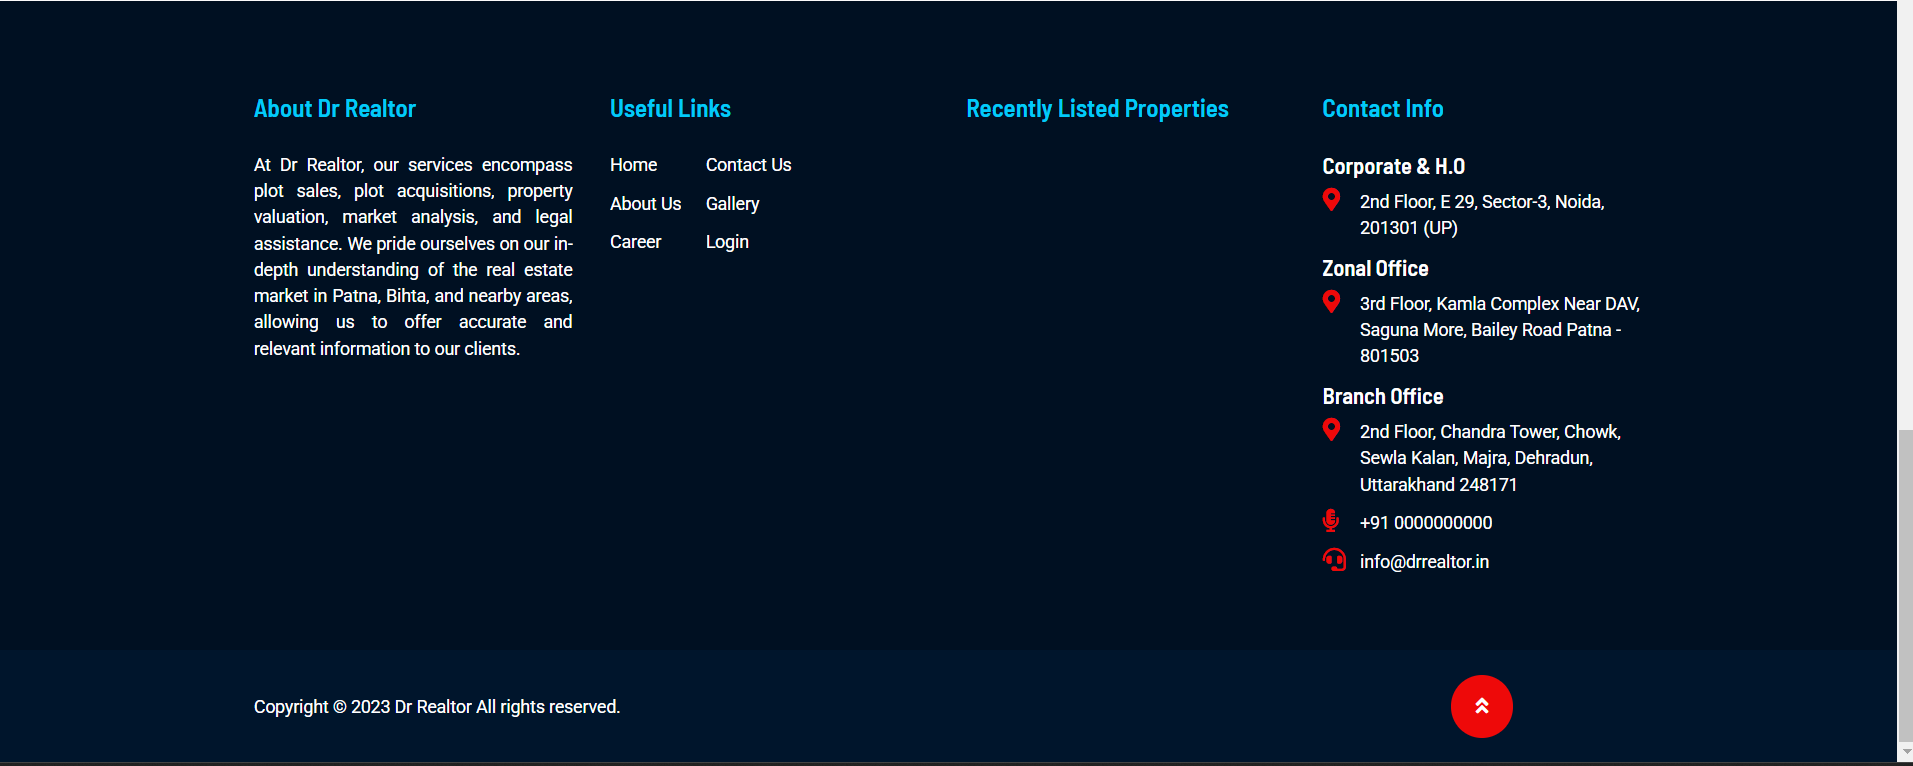 About Dr Realtor
At Dr Realtor, our services encompass
plot sales, plot acquisitions, property
valuation, market analysis, and legal
assistance. We pride ourselves on our in-
depth understanding of the real estate
market in Patna, Bihta, and nearby areas,
allowing us to offer accurate and
relevant information to our clients.
Useful Links
Home
About Us
Career
Contact Us
Gallery
Login
Recently Listed Properties
Contact Info
Corporate & H.O
2nd Floor, E 29, Sector-3, Noida,
201301 (UP)
Zonal Office
3rd Floor, Kamla Complex Near DAV,
Saguna More, Bailey Road Patna -
801503
Branch Office
2nd Floor, Chandra Tower, Chowk,
Sewla Kalan, Majra, Dehradun,
Uttarakhand 248171
+91 0000000000
info@drrealtor.in
Copyright © 2023 Dr Realtor All rights reserved.